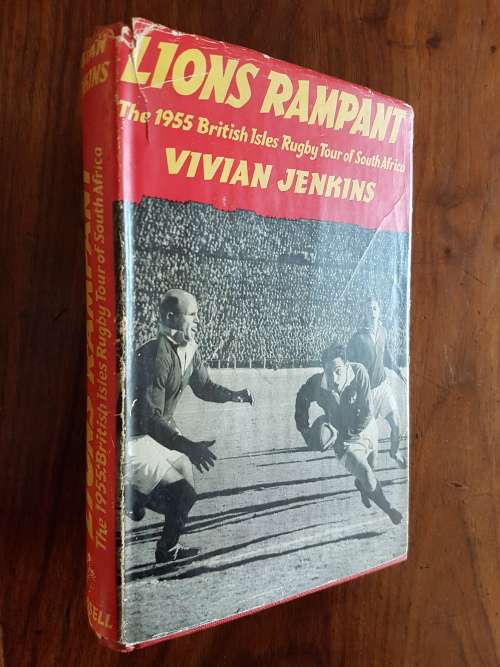 LIONS RAMPANT
The 1955 British Isles Rugby Tour of South Africa
VIVIAN JENKINS
LIONS RAMPANT
The 1955 British Isles Rugby Tour of South Africa